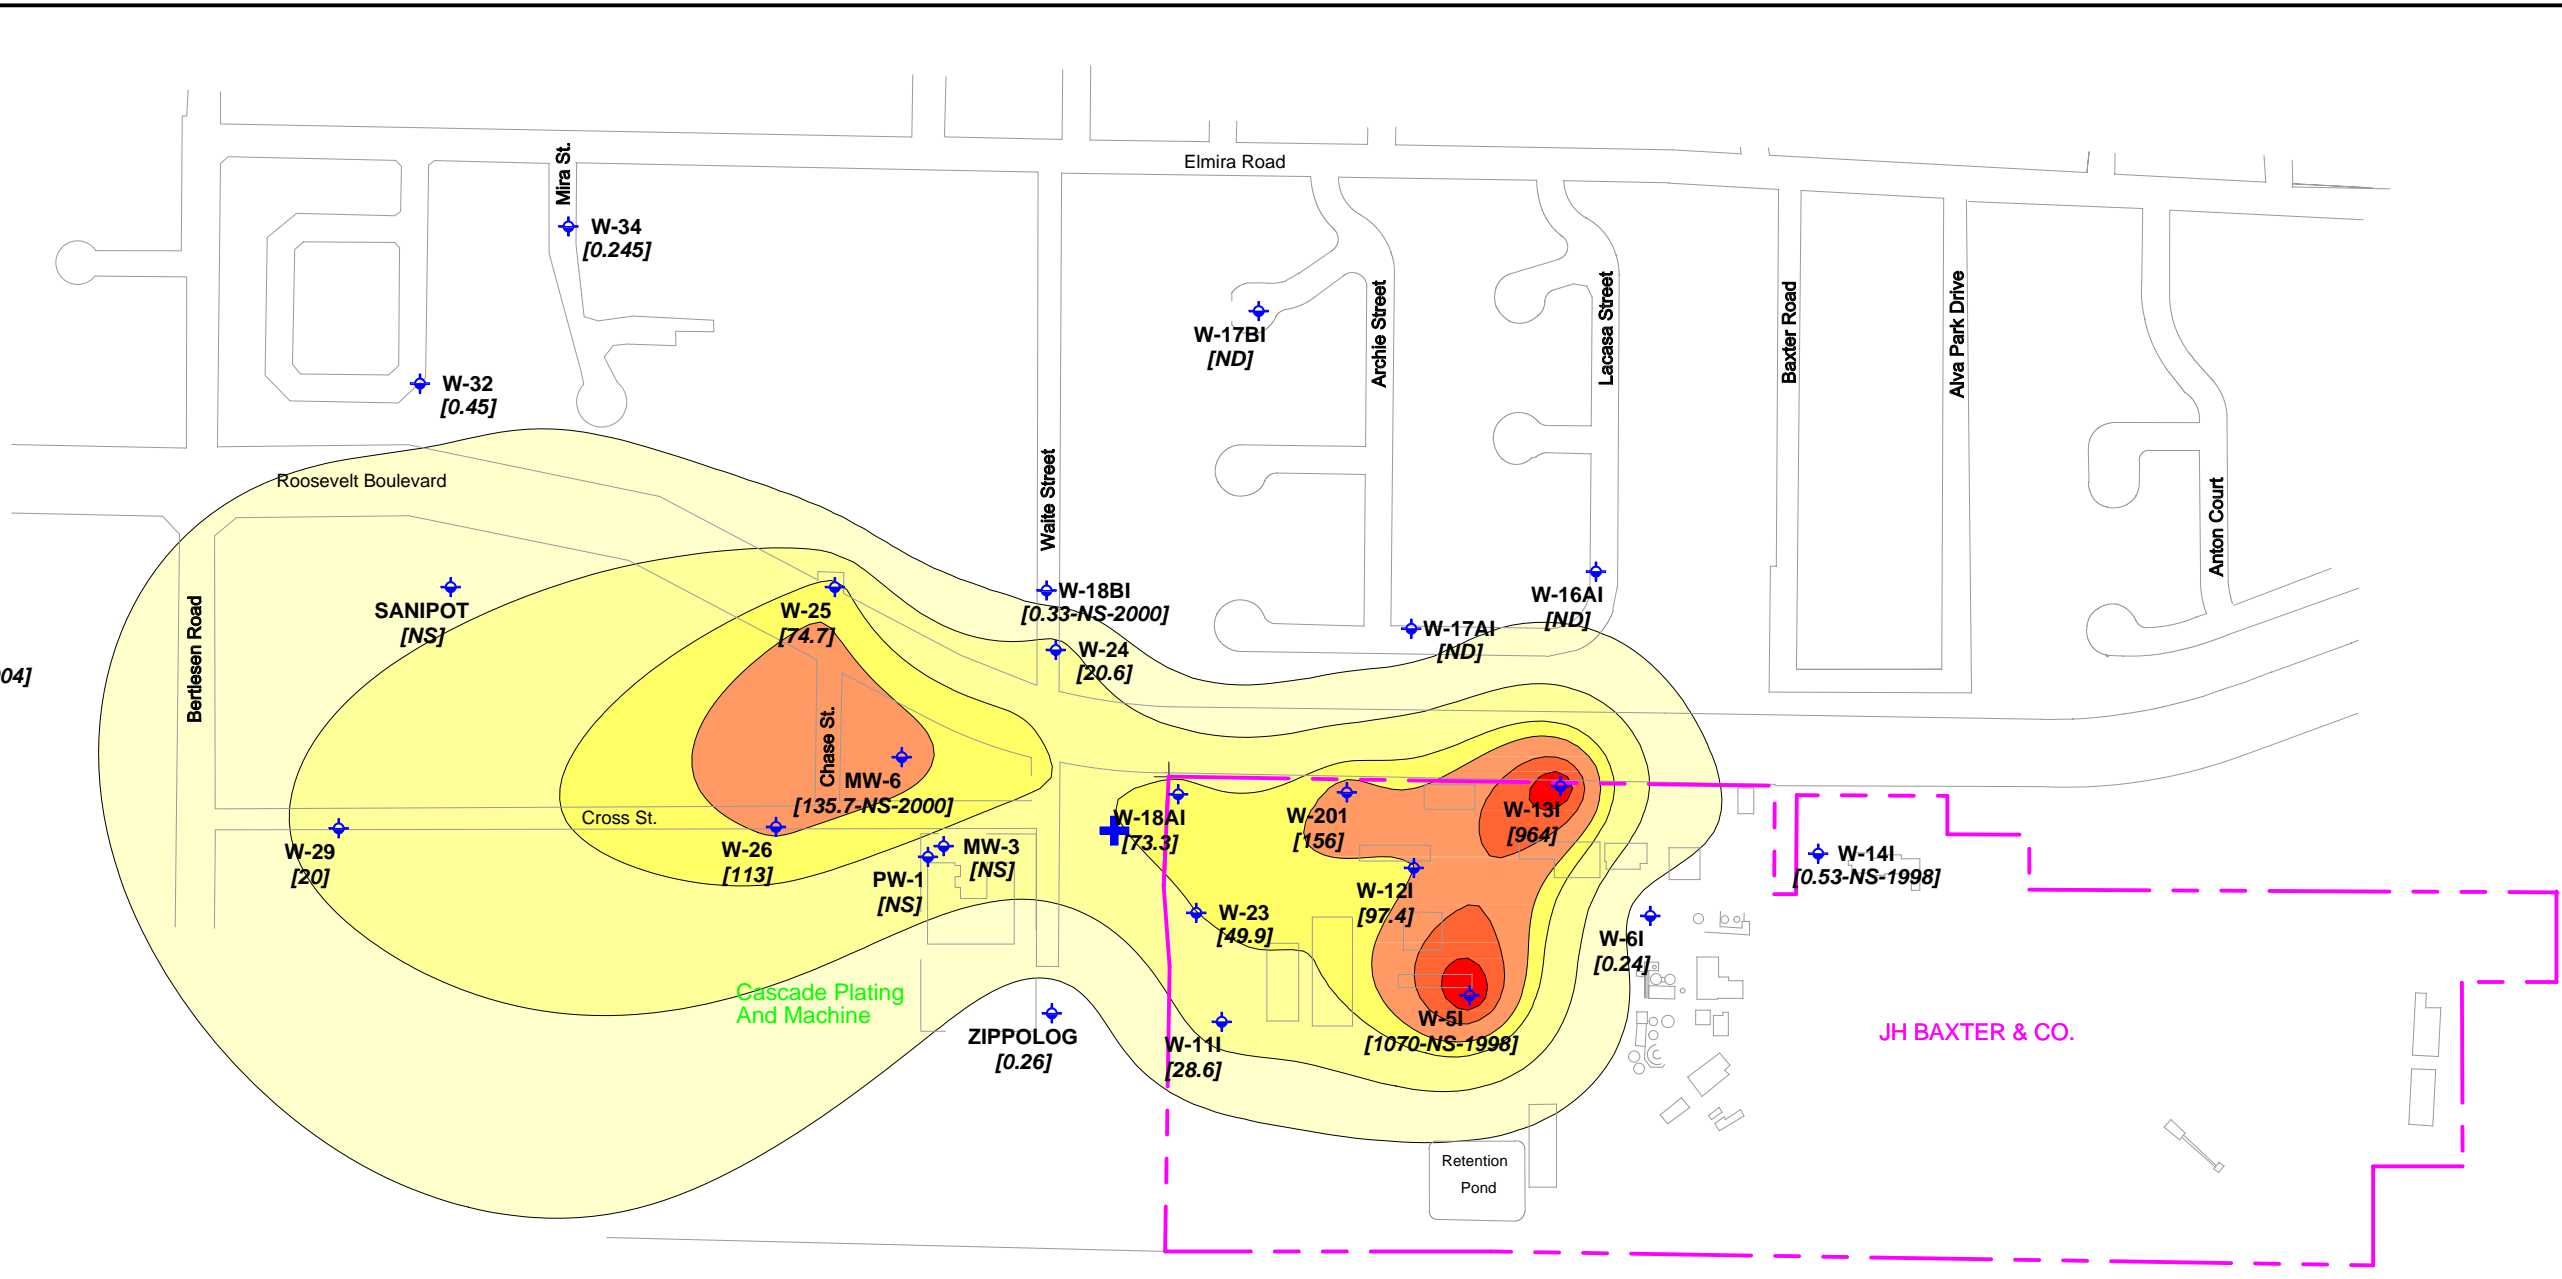 Elmira Road
Mira St.
W-34
[0.245]
W-17BI
[ND]
Archie Street
Lacasa Street
Baxter Road
Alva Park Drive
W-32
[0.45]
Roosevelt Boulevard
Waite Street
Anton Court
SANIPOT
[NS]
W-25
[74.7]
W-18BI
[0.33-NS-2000]
W-16AI
[ND]
W-17AI
[ND]
W-24
[20.6]
04]
Bertlesen Road
Chase St.
MW-6
[135.7-NS-2000]
Cross St.
W-18AI
[73.3]
W-201
[156]
W-13I
[964]
W-29
[20]
W-26
[113]
MW-3
[NS]
PW-1
[NS]
W-12I
[97.4]
W-14I
[0.53-NS-1998]
W-23
[49.9]
W-6I
[0.24]
Cascade Plating
And Machine
W-5I
[1070-NS-1998]
ZIPPOLOG
[0.26]
W-11I
[28.6]
JH BAXTER & CO.
Retention
Pond